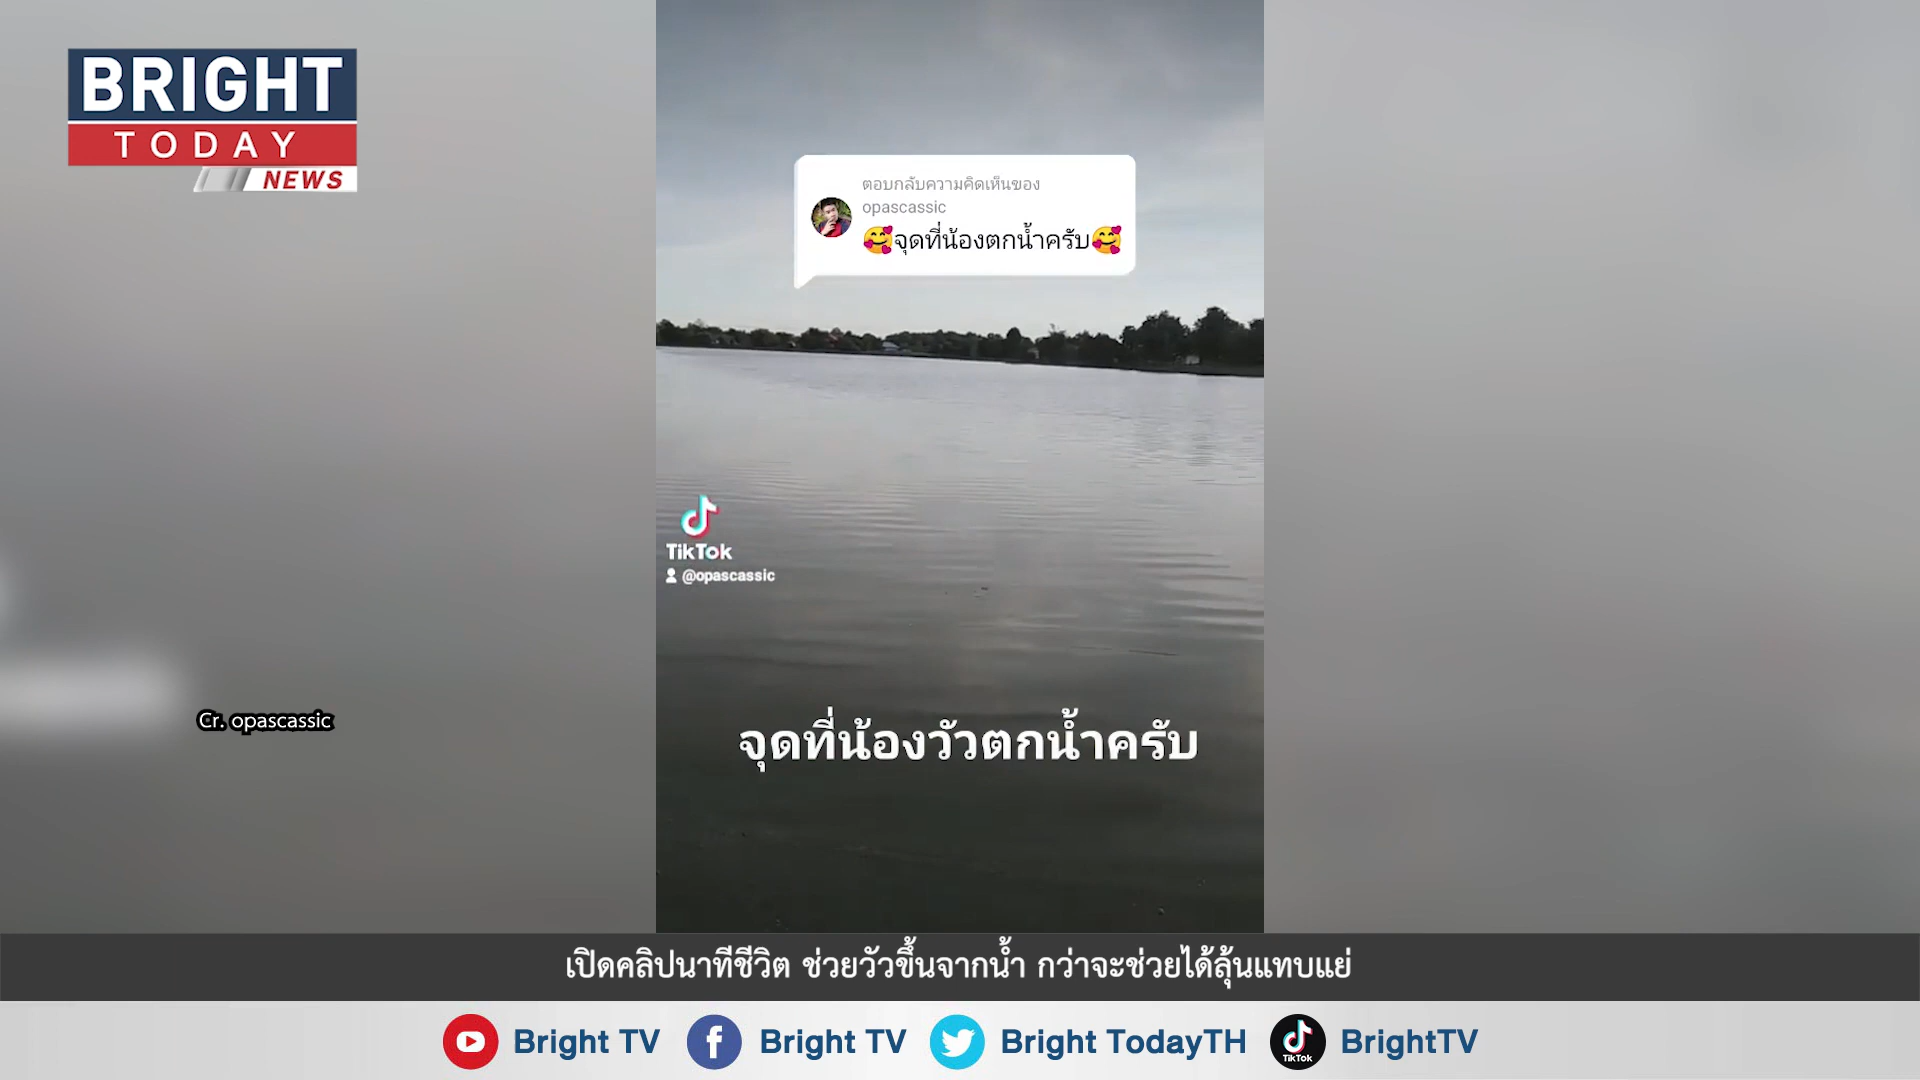 BRIGHT
TODAY
NEWS
ตอบกลับความคิดเห็นของ
opascassic
🥰จุดที่น้องตกน้ำครับ🥰
TikTok
@opascassic
Cr. opascassic
จุดที่น้องวัวตกน้ำครับ
เปิดคลิปนาทีชีวิต ช่วยวัวขึ้นจากน้ำ กว่าจะช่วยได้ลุ้นแทบแย่
Bright TV
Bright TV
Bright TodayTH
TikTok
BrightTV